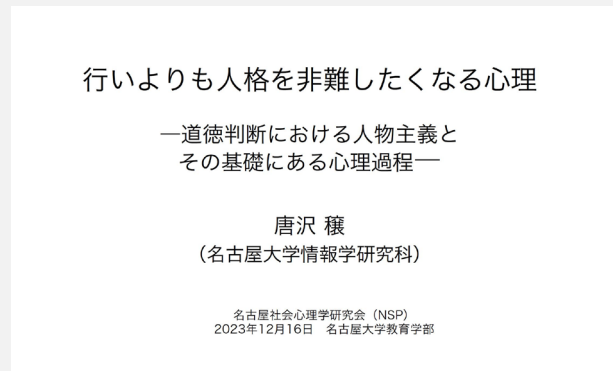 行いよりも人格を非難したくなる心理
―道徳判断における人物主義と
その基礎にある心理過程―
唐沢 穣
（名古屋大学情報学研究科）
名古屋社会心理学研究会（NSP）
2023年12月16日　名古屋大学教育学部